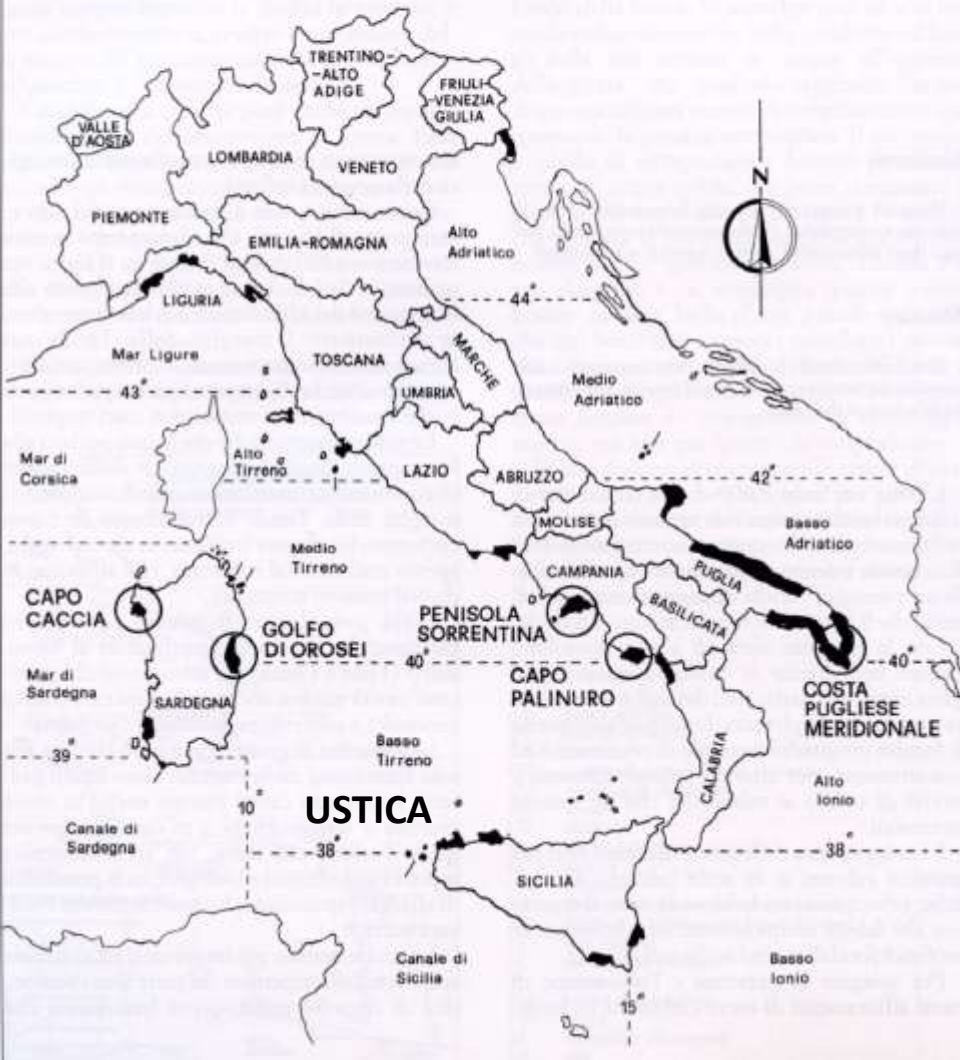 TRENTINO-
-ALTO
ADIGE
FRIULI-
-VENEZIA
GIULIA
VALLE
D'AOSTA
LOMBARDIA
VENETO
N
PIEMONTE
EMILIA-ROMAGNA
Alto
Adriatico
LIGURIA
44°
Mar Ligure
TOSCANA
MARCHE
43°
UMBRIA
Medio
Adriatico
Mar di
Corsica
Alto
Tirreno
LAZIO
ABRUZZO
42°
MOLISE
Basso
Adriatico
Medio
Tirreno
CAMPANIA
PUGLIA
CAPO
CACCIA
PENISOLA
SORRENTINA
BASILICATA
GOLFO
DI OROSEI
40°
40°
Mar di
Sardegna
CAPO
PALINURO
COSTA
PUGLIESE
MERIDIONALE
SARDEGNA
39°
Basso
Tirreno
CALABRIA
Alto
Ionio
10°
USTICA
Canale di
Sardegna
38°
38°
SICILIA
Canale di
Sicilia
Basso
Ionio
15°